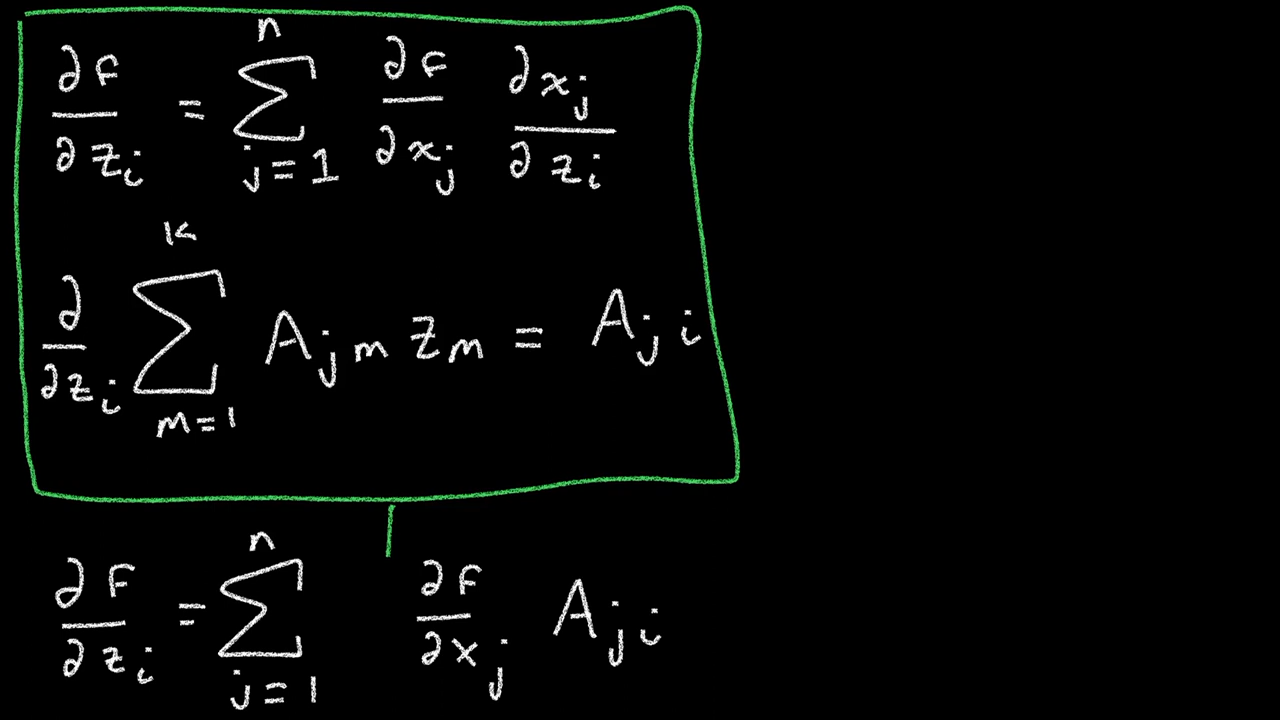 ∂F/∂z_i = Σ_{j=1}^{n} ∂F/∂x_j ∂x_j/∂z_i
∂/∂z_i Σ_{m=1}^{K} A_{jm} z_m = A_{ji}
∂F/∂z_i = Σ_{j=1}^{n} ∂F/∂x_j A_{ji}